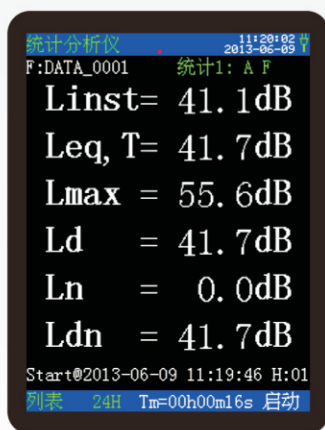 统计分析仪 11:20:02
2013-06-09
F:DATA_0001 统计1: A F
Linst= 41.1dB
Leq,T= 41.7dB
Lmax = 55.6dB
Ld = 41.7dB
Ln = 0.0dB
Ldn = 41.7dB
Start@2013-06-09 11:19:46 H:01
列表 24H Tm=00h00m16s 启动